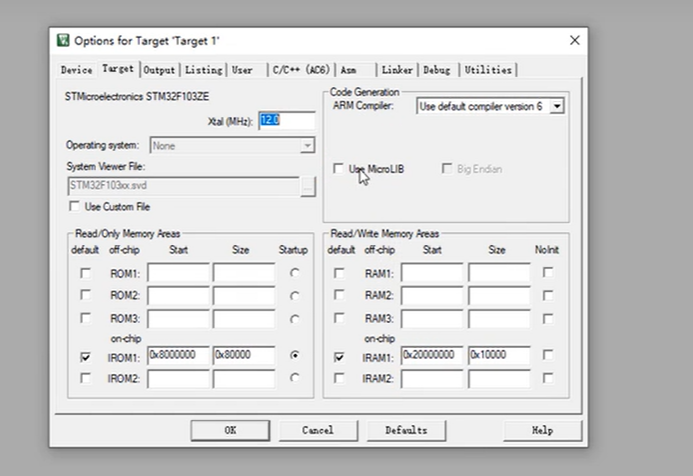 Options for Target 'Target 1'
Device Target Output Listing User C/C++ (AC6) Asm Linker Debug Utilities
STMicroelectronics STM32F103ZE
Xtal (MHz): 12.0
Operating system: None
System Viewer File:
STM32F103xx.svd
...
Use Custom File
Code Generation
ARM Compiler: Use default compiler version 6
Use MicroLIB Big Endian
Read/Only Memory Areas
default off-chip Start Size Startup
ROM1:
ROM2:
ROM3:
on-chip
IROM1: 0x8000000 0x80000
IROM2:
Read/Write Memory Areas
default off-chip Start Size NoInit
RAM1:
RAM2:
RAM3:
on-chip
IRAM1: 0x20000000 0x10000
IRAM2:
OK Cancel Defaults Help